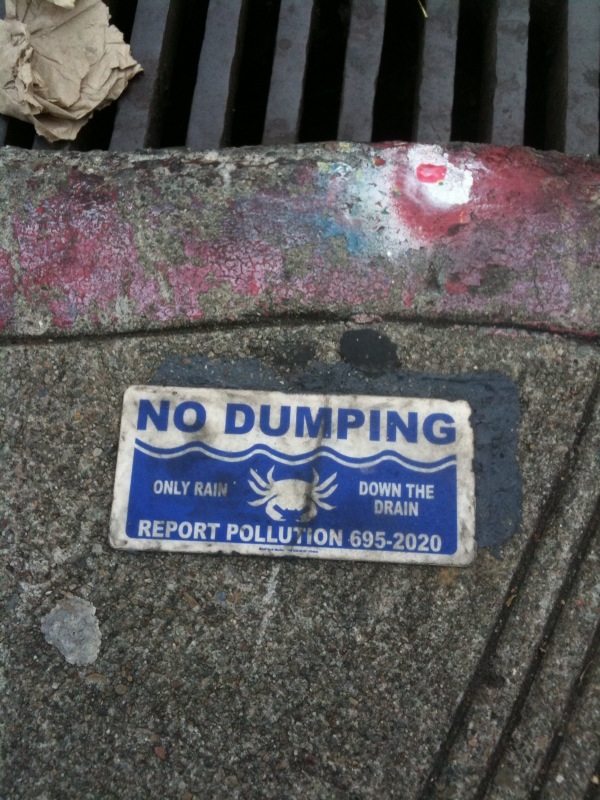 NO DUMPING
ONLY RAIN
DOWN THE
DRAIN
REPORT POLLUTION 695-2020